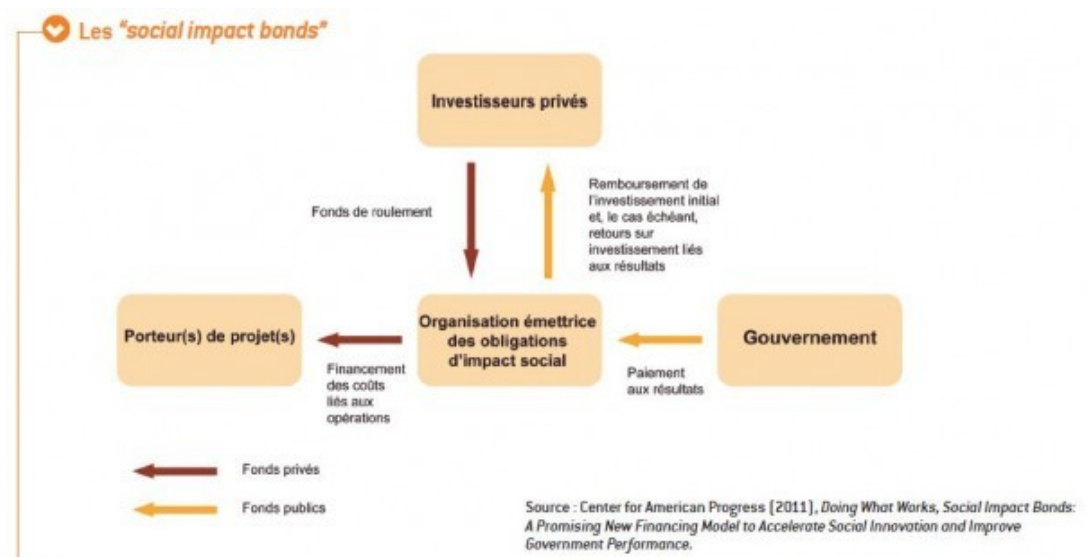 Les "social impact bonds"
Investisseurs privés
Fonds de roulement
Remboursement de
l'investissement initial
et, le cas échéant,
retours sur
investissement liés
aux résultats
Porteur(s) de projet(s)
Organisation émettrice
des obligations
d'impact social
Gouvernement
Financement
des coûts
liés aux
opérations
Paiement
aux résultats
Fonds privés
Fonds publics
Source : Center for American Progress (2011), Doing What Works, Social Impact Bonds:
A Promising New Financing Model to Accelerate Social Innovation and Improve
Government Performance.